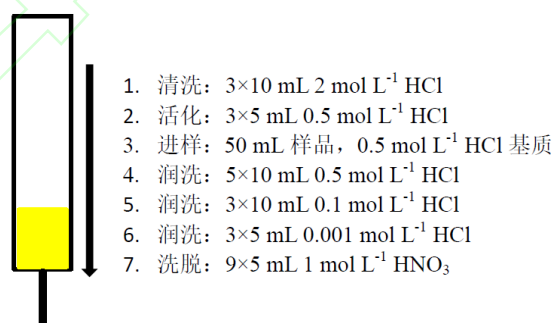 1. 清洗：3×10 mL 2 mol L⁻¹ HCl
2. 活化：3×5 mL 0.5 mol L⁻¹ HCl
3. 进样：50 mL 样品，0.5 mol L⁻¹ HCl 基质
4. 润洗：5×10 mL 0.5 mol L⁻¹ HCl
5. 润洗：3×10 mL 0.1 mol L⁻¹ HCl
6. 润洗：3×5 mL 0.001 mol L⁻¹ HCl
7. 洗脱：9×5 mL 1 mol L⁻¹ HNO₃